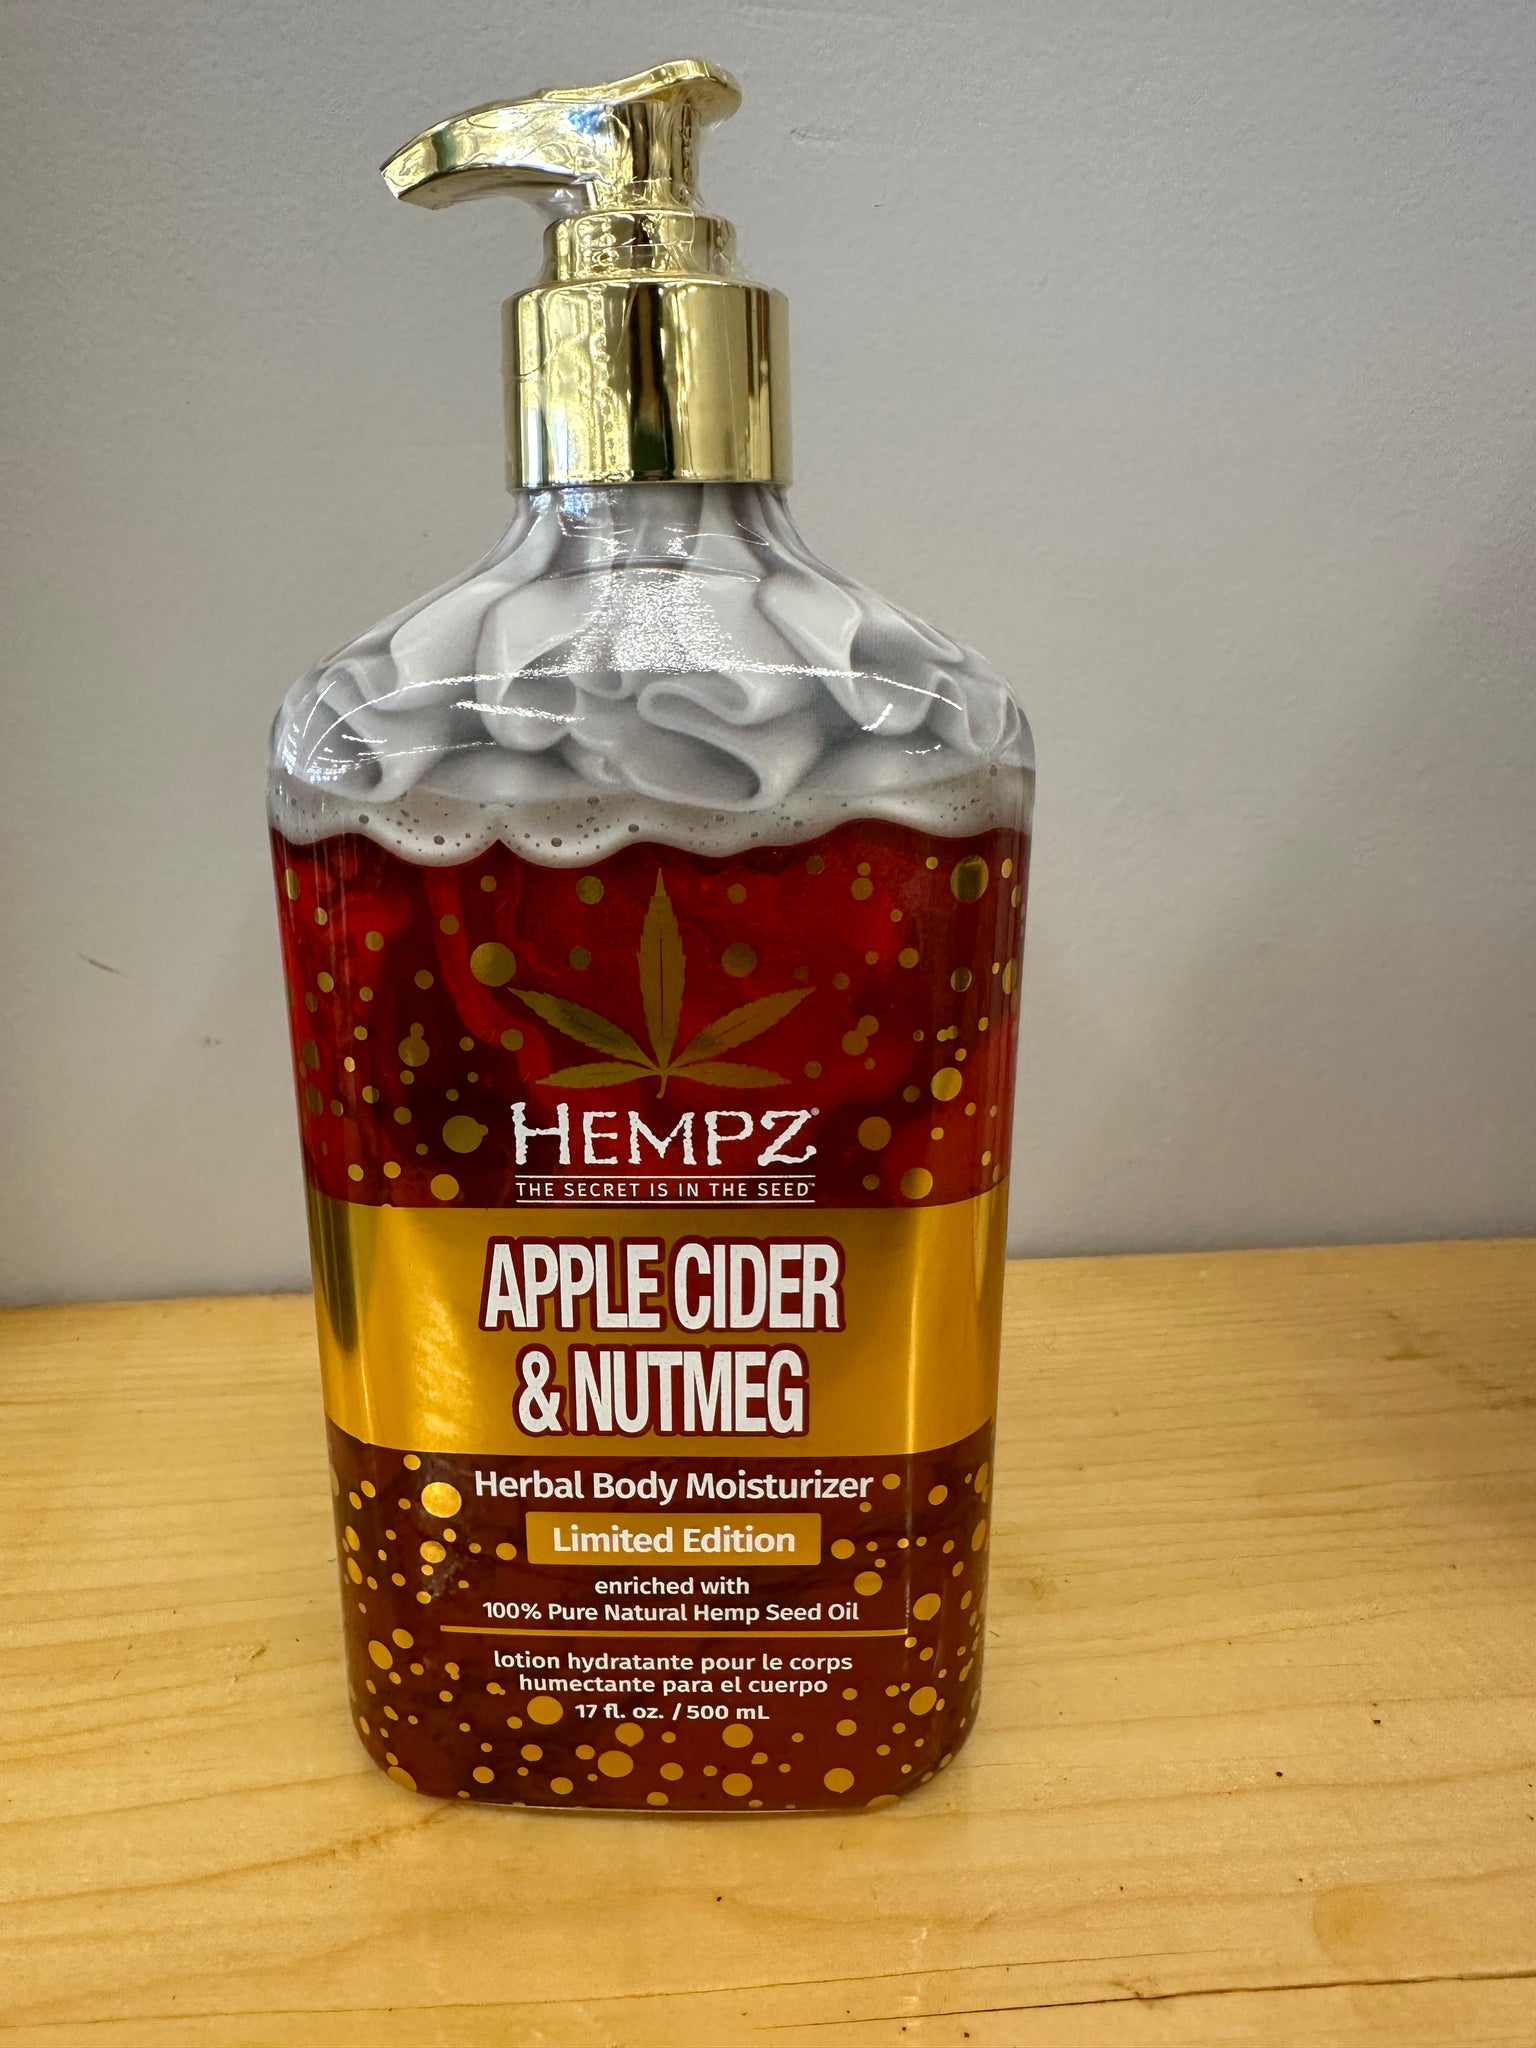 HEMPZ®
THE SECRET IS IN THE SEED™
APPLE CIDER
& NUTMEG
Herbal Body Moisturizer
Limited Edition
enriched with
100% Pure Natural Hemp Seed Oil
lotion hydratante pour le corps
humectante para el cuerpo
17 fl. oz. / 500 mL